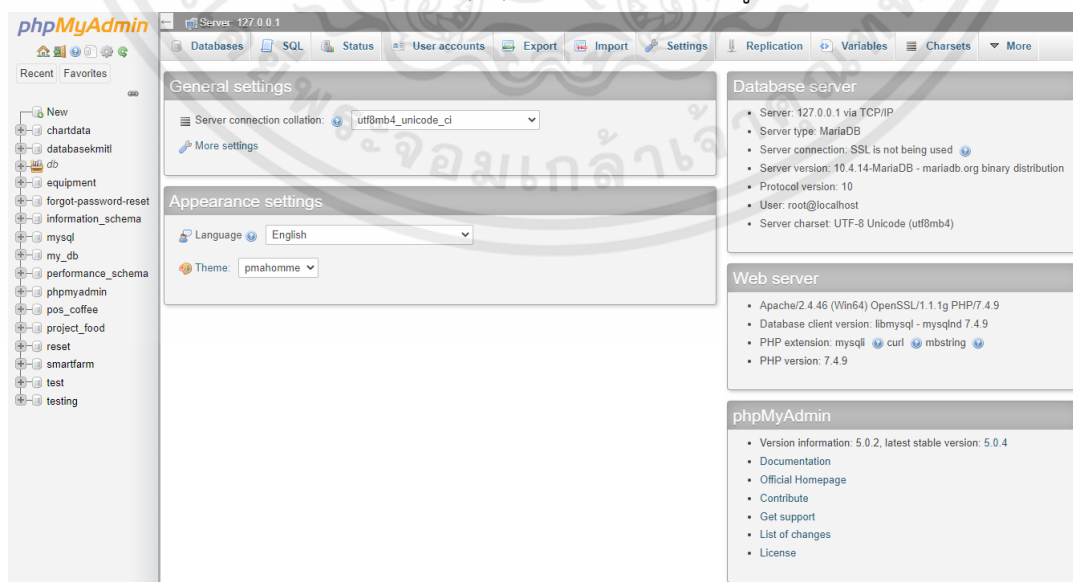 phpMyAdmin
Recent Favorites
New
chartdata
databasekmitl
db
equipment
forgot-password-reset
information_schema
mysql
my_db
performance_schema
phpmyadmin
pos_coffee
project_food
reset
smartfarm
test
testing
Server: 127.0.0.1
Databases SQL Status User accounts Export Import Settings Replication Variables Charsets More
General settings
Server connection collation: utf8mb4_unicode_ci
More settings
Appearance settings
Language English
Theme: pmahomme
Database server
Server: 127.0.0.1 via TCP/IP
Server type: MariaDB
Server connection: SSL is not being used
Server version: 10.4.14-MariaDB - mariadb.org binary distribution
Protocol version: 10
User: root@localhost
Server charset: UTF-8 Unicode (utf8mb4)
Web server
Apache/2.4.46 (Win64) OpenSSL/1.1.1g PHP/7.4.9
Database client version: libmysql - mysqlnd 7.4.9
PHP extension: mysqli curl mbstring
PHP version: 7.4.9
phpMyAdmin
Version information: 5.0.2, latest stable version: 5.0.4
Documentation
Official Homepage
Contribute
Get support
List of changes
License